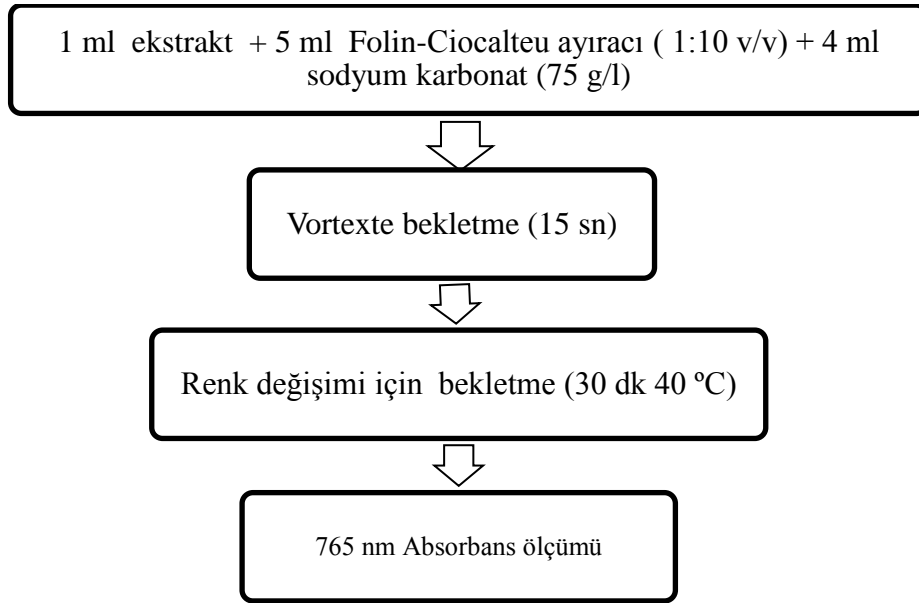 1 ml ekstrakt + 5 ml Folin-Ciocalteu ayıracı ( 1:10 v/v) + 4 ml
sodyum karbonat (75 g/l)
Vortexte bekletme (15 sn)
Renk değişimi için bekletme (30 dk 40 ºC)
765 nm Absorbans ölçümü